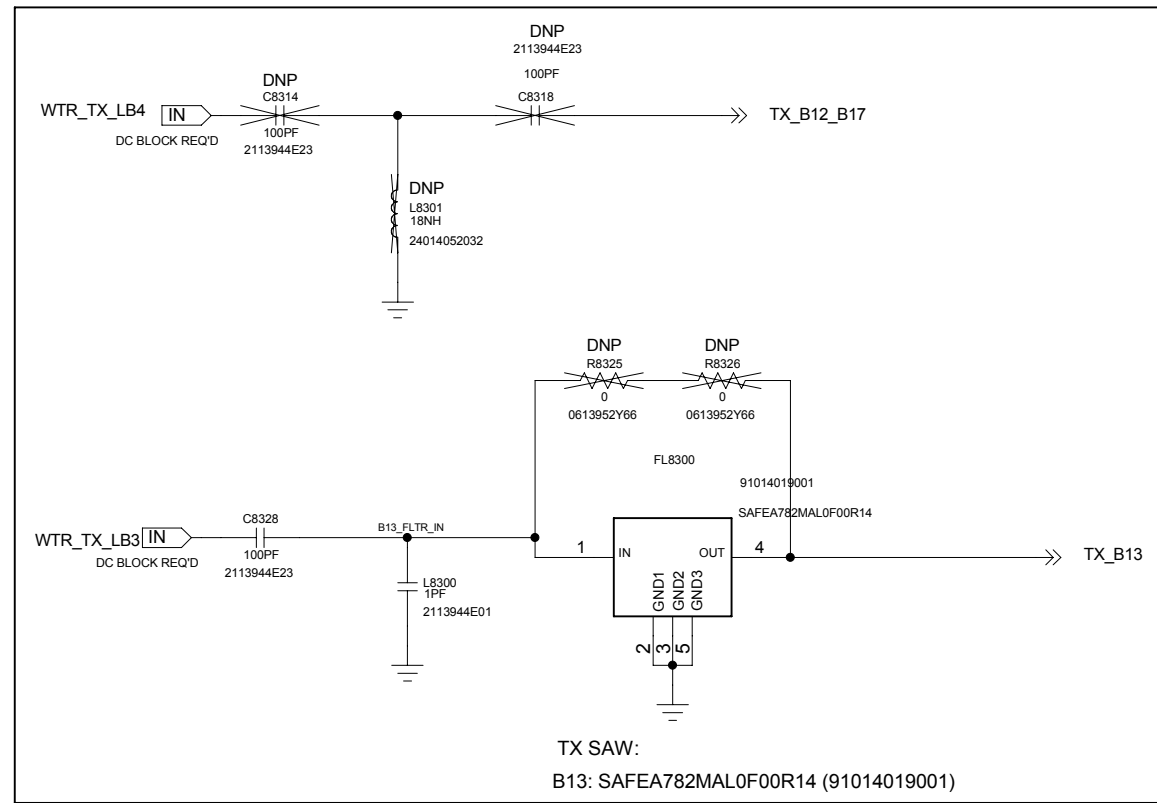 DNP
2113944E23
100PF
C8318
DNP
C8314
100PF
2113944E23
WTR_TX_LB4
IN
DC BLOCK REQ'D
TX_B12_B17
DNP
L8301
18NH
24014052032
DNP
R8325
0
0613952Y66
DNP
R8326
0
0613952Y66
FL8300
91014019001
SAFEA782MAL0F00R14
WTR_TX_LB3
IN
DC BLOCK REQ'D
C8328
100PF
2113944E23
B13_FLTR_IN
L8300
1PF
2113944E01
1
IN
OUT
4
GND1
GND2
GND3
2
3
5
TX_B13
TX SAW:
B13: SAFEA782MAL0F00R14 (91014019001)